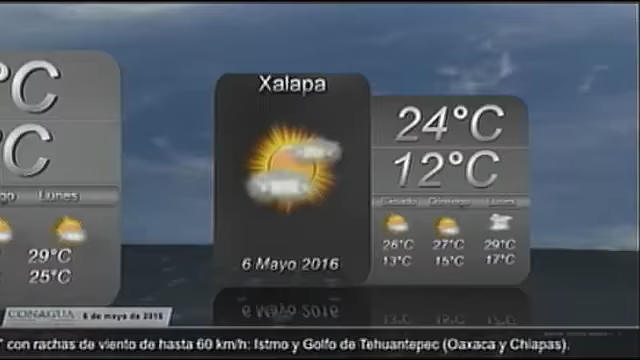 °C
°C
go Lunes
29°C
25°C
Xalapa
6 Mayo 2016
24°C
12°C
Sábado Domingo Lunes
26°C 27°C 29°C
13°C 15°C 17°C
CONAGUA 6 de mayo de 2016
" con rachas de viento de hasta 60 km/h: Istmo y Golfo de Tehuantepec (Oaxaca y Chiapas).